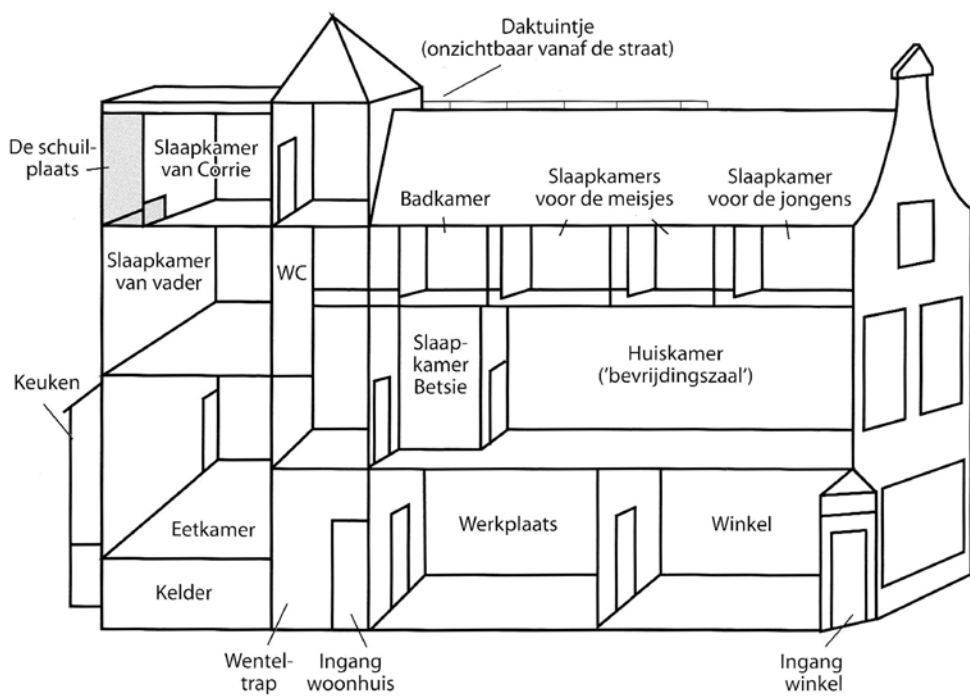 Daktuintje
(onzichtbaar vanaf de straat)
De schuil-
plaats
Slaapkamer
van Corrie
Badkamer
Slaapkamers
voor de meisjes
Slaapkamer
voor de jongens
Slaapkamer
van vader
WC
Keuken
Slaap-
kamer
Betsie
Huiskamer
('bevrijdingszaal')
Eetkamer
Werkplaats
Winkel
Kelder
Wentel-
trap
Ingang
woonhuis
Ingang
winkel